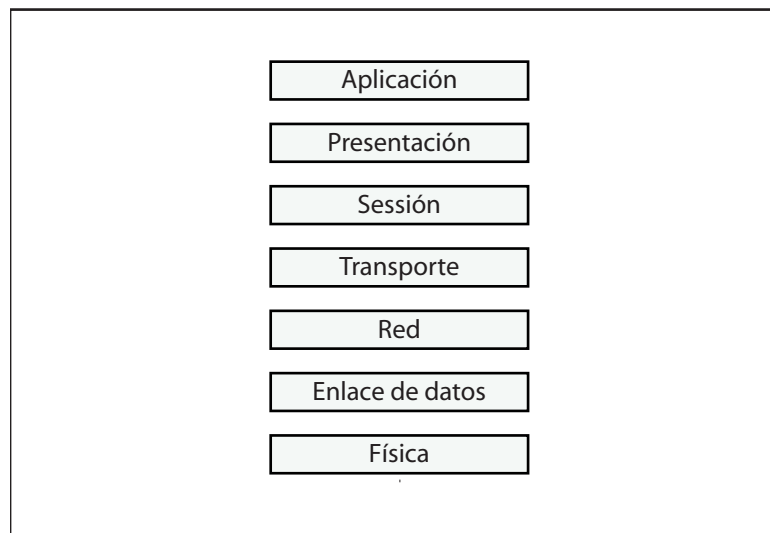 Aplicación
Presentación
Sessión
Transporte
Red
Enlace de datos
Física